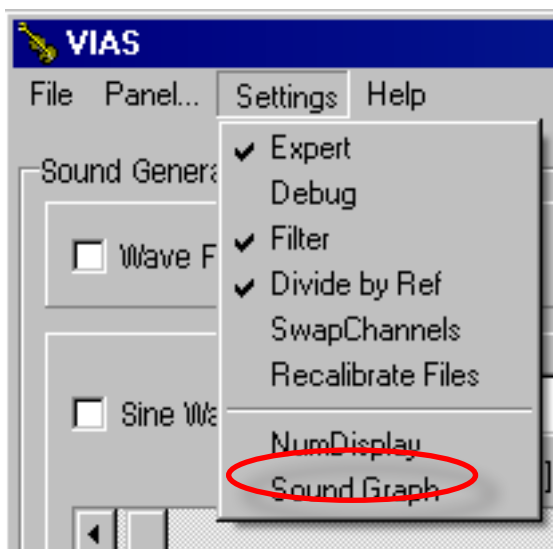 VIAS
File Panel... Settings Help
Expert
Sound Genera
Debug
Filter
Wave F
Divide by Ref
SwapChannels
Recalibrate Files
Sine Wa
NumDisplay
Sound Graph